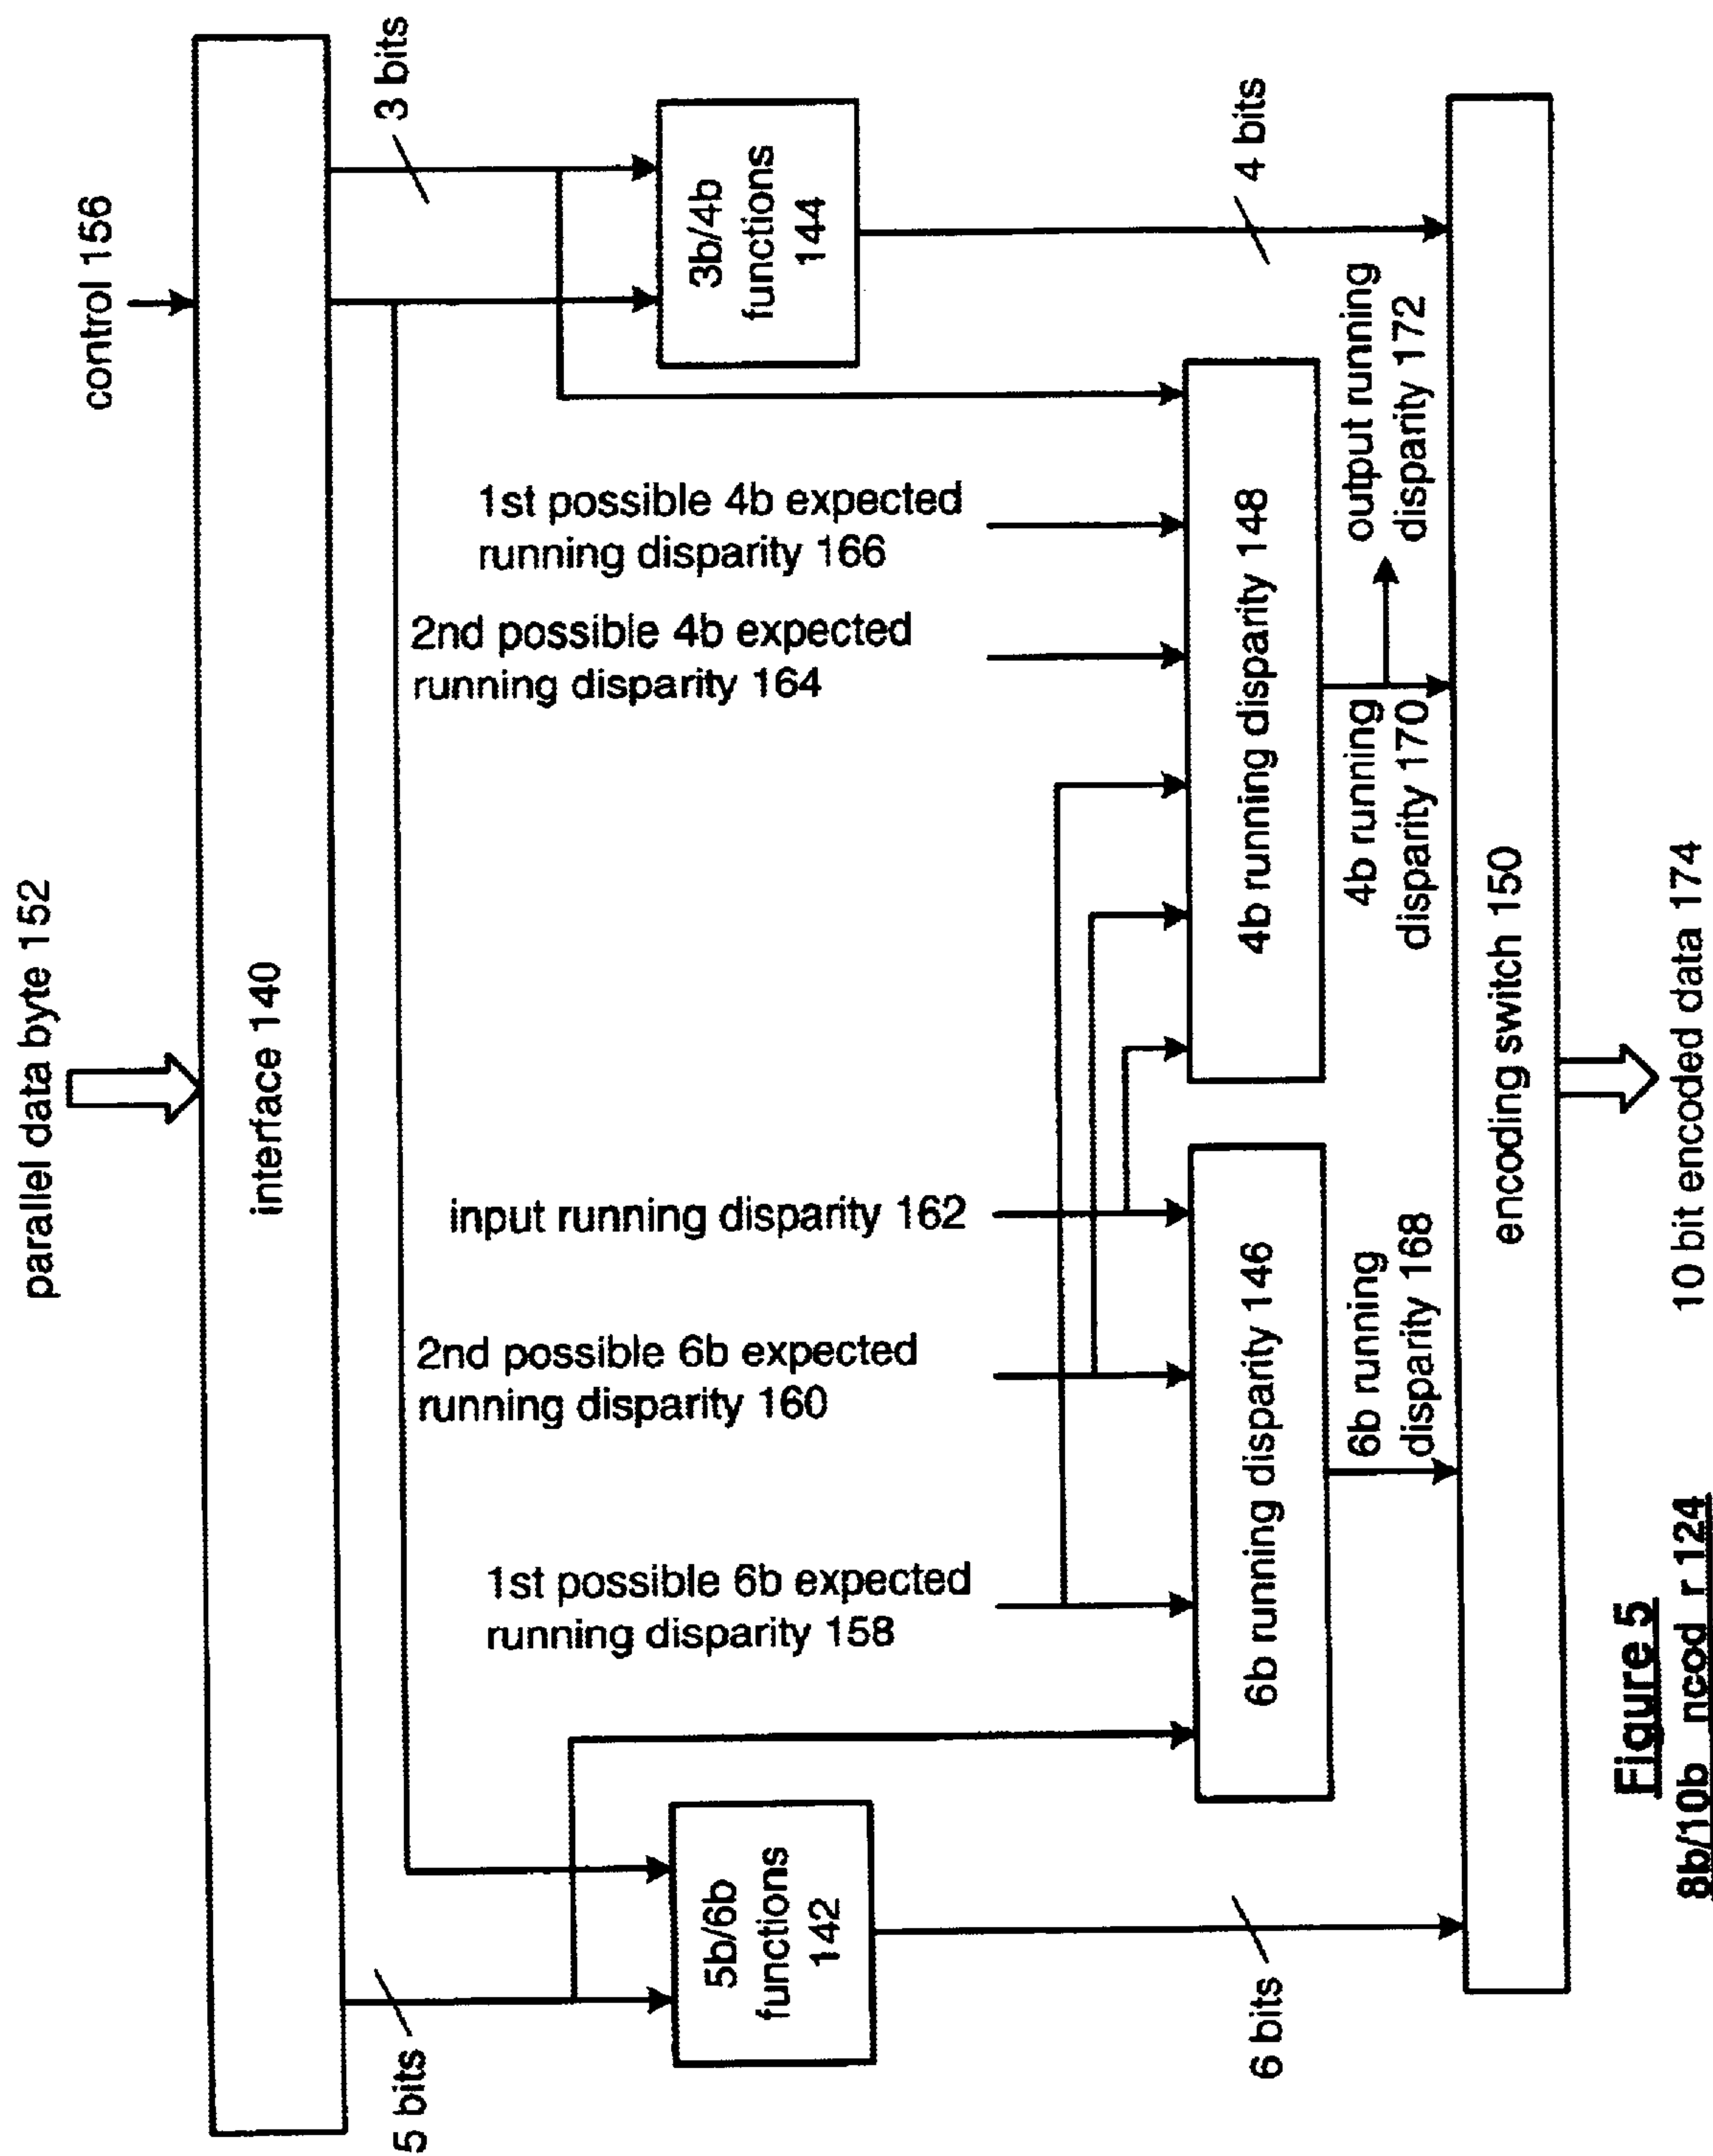 parallel data byte 152
control 156
interface 140
5 bits
3 bits
5b/6b
functions
142
3b/4b
functions
144
1st possible 6b expected
running disparity 158
2nd possible 6b expected
running disparity 160
input running disparity 162
2nd possible 4b expected
running disparity 164
1st possible 4b expected
running disparity 166
6b running disparity 146
4b running disparity 148
6 bits
6b running
disparity 168
4b running
disparity 170
output running
disparity 172
4 bits
encoding switch 150
10 bit encoded data 174
Figure 5
8b/10b ncod r 124